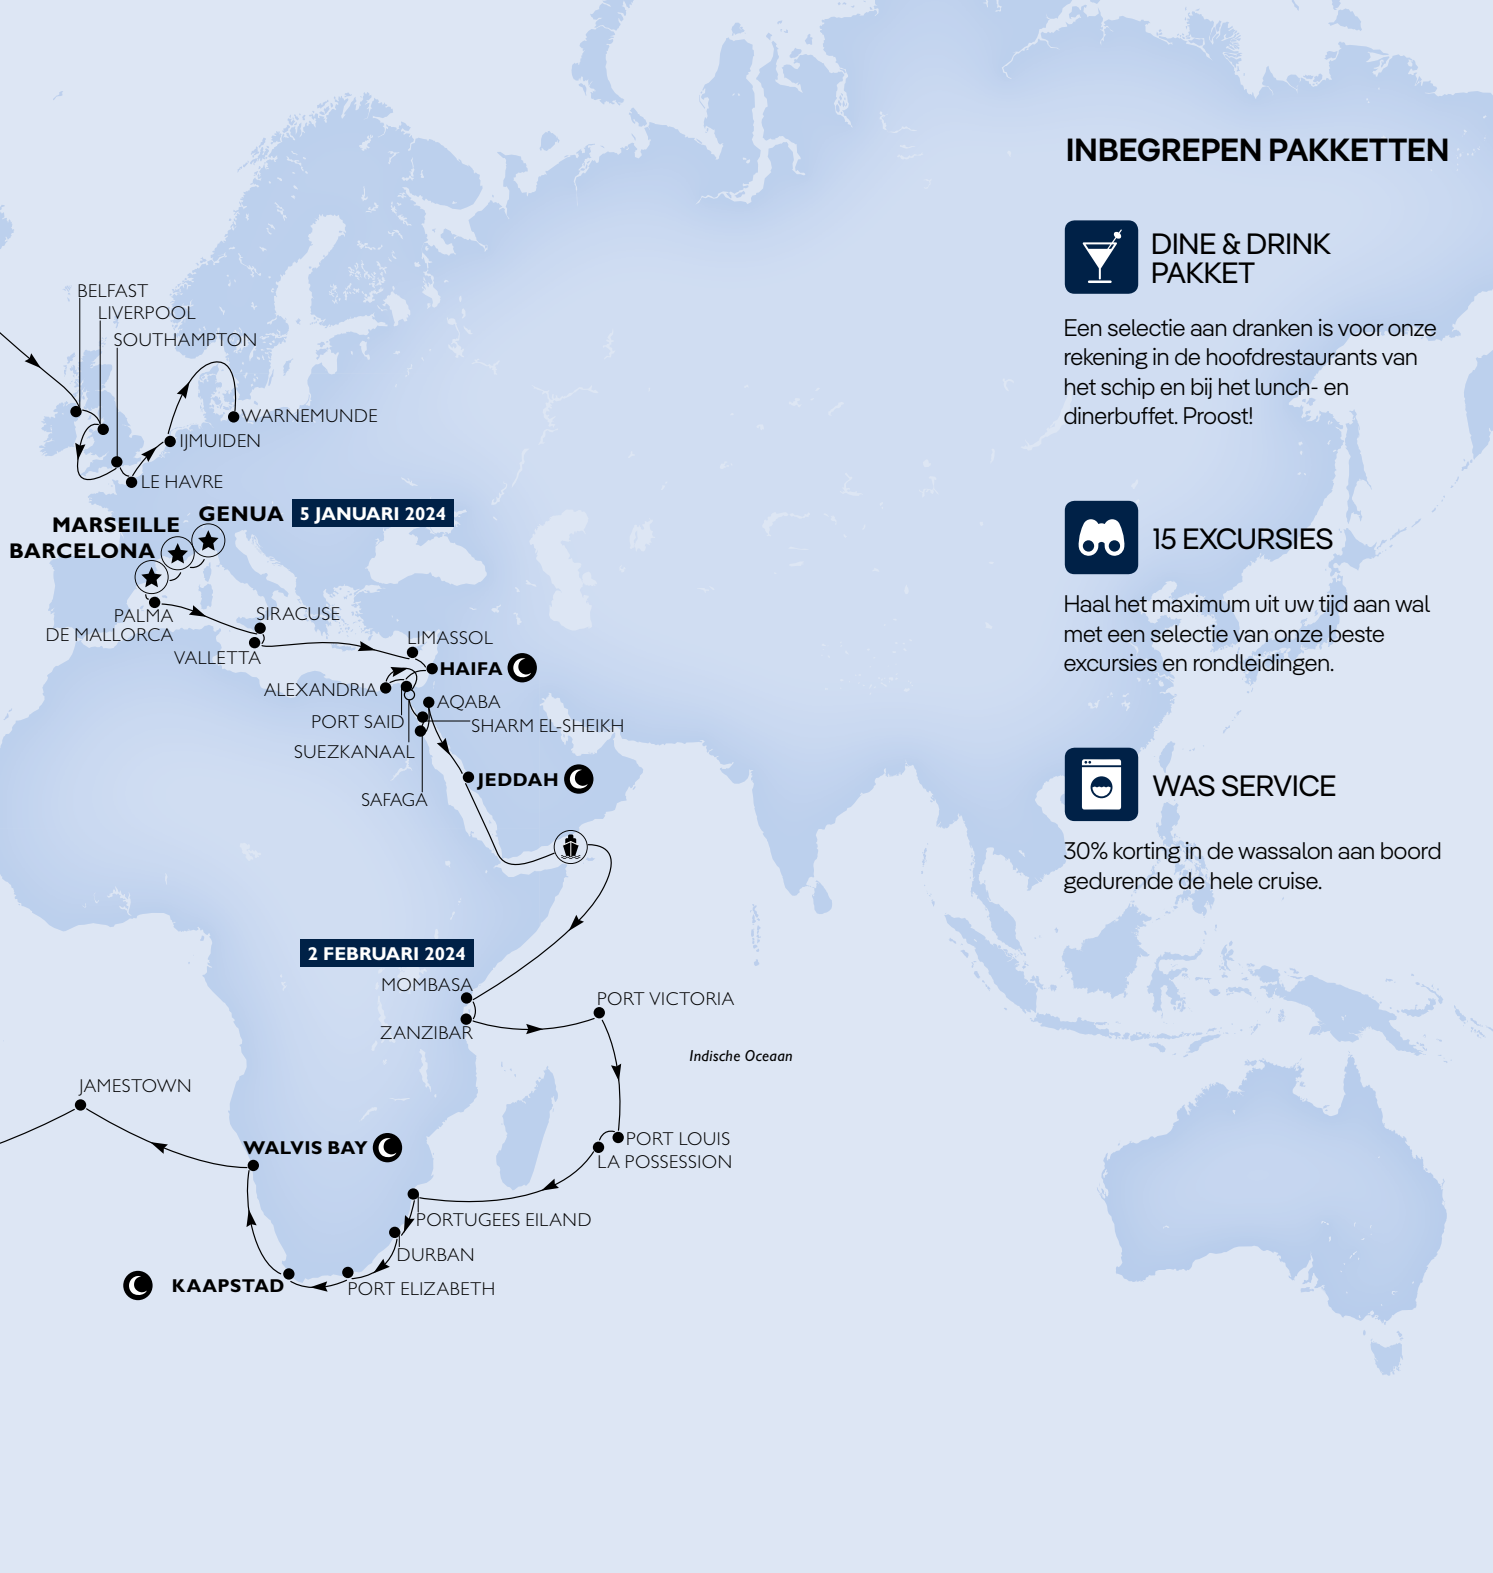 BELFAST
LIVERPOOL
SOUTHAMPTON
WARNEMUNDE
IJMUIDEN
LE HAVRE
GENUA 5 JANUARI 2024
MARSEILLE
BARCELONA
PALMA
DE MALLORCA
SIRACUSE
VALLETTA
LIMASSOL
HAIFA
ALEXANDRIA
AQABA
PORT SAID
SHARM EL-SHEIKH
SUEZKANAAL
JEDDAH
SAFAGA
2 FEBRUARI 2024
MOMBASA
ZANZIBAR
PORT VICTORIA
Indische Oceaan
JAMESTOWN
WALVIS BAY
PORT LOUIS
LA POSSESSION
PORTUGEES EILAND
DURBAN
KAAPSTAD
PORT ELIZABETH
INBEGREPEN PAKKETTEN
DINE & DRINK
PAKKET
Een selectie aan dranken is voor onze
rekening in de hoofdrestaurants van
het schip en bij het lunch- en
dinerbuffet. Proost!
15 EXCURSIES
Haal het maximum uit uw tijd aan wal
met een selectie van onze beste
excursies en rondleidingen.
WAS SERVICE
30% korting in de wassalon aan boord
gedurende de hele cruise.